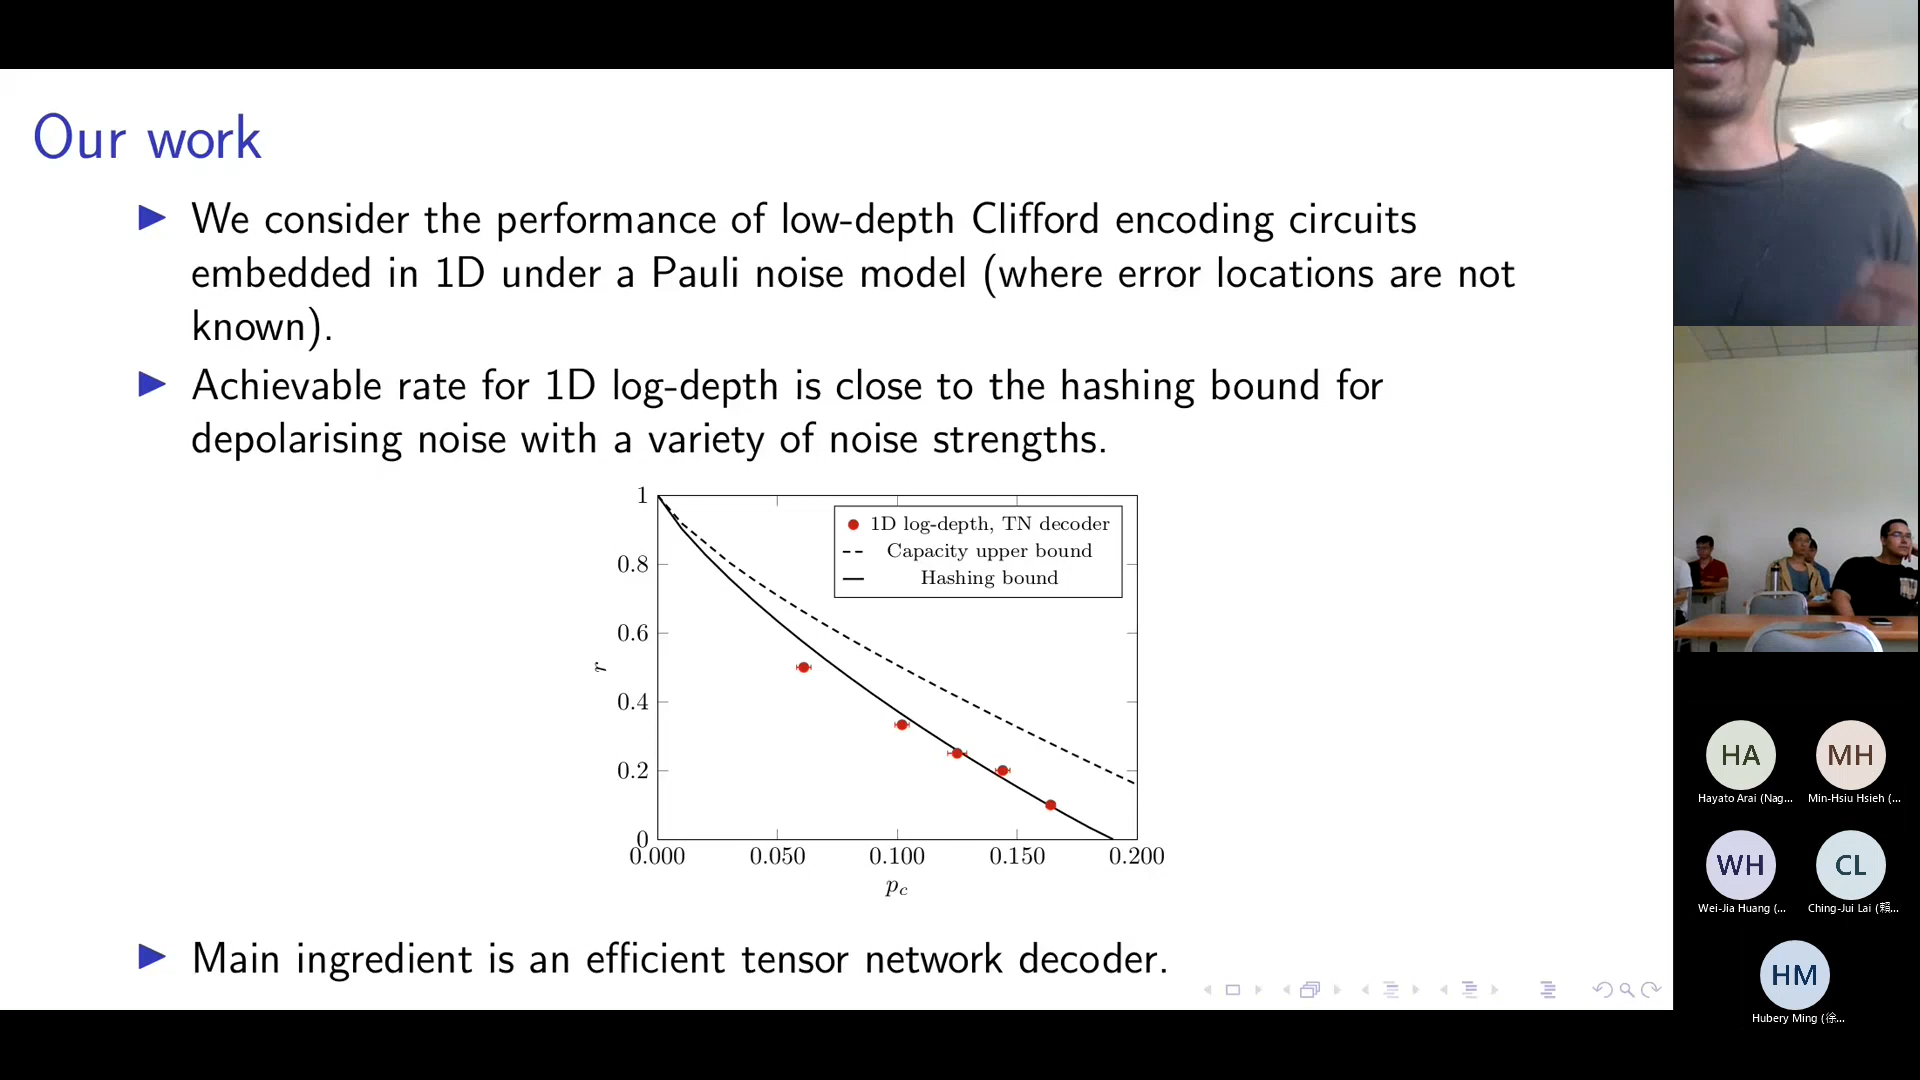 Our work
We consider the performance of low-depth Clifford encoding circuits
embedded in 1D under a Pauli noise model (where error locations are not
known).
Achievable rate for 1D log-depth is close to the hashing bound for
depolarising noise with a variety of noise strengths.
1
0.8
0.6
0.4
0.2
0
r
1D log-depth, TN decoder
Capacity upper bound
Hashing bound
0.000 0.050 0.100 0.150 0.200
p_c
Main ingredient is an efficient tensor network decoder.
HA
Hayato Arai (Nag...
MH
Min-Hsiu Hsieh (...
WH
Wei-Jia Huang (...
CL
Ching-Jui Lai (賴...
HM
Hubery Ming (徐...